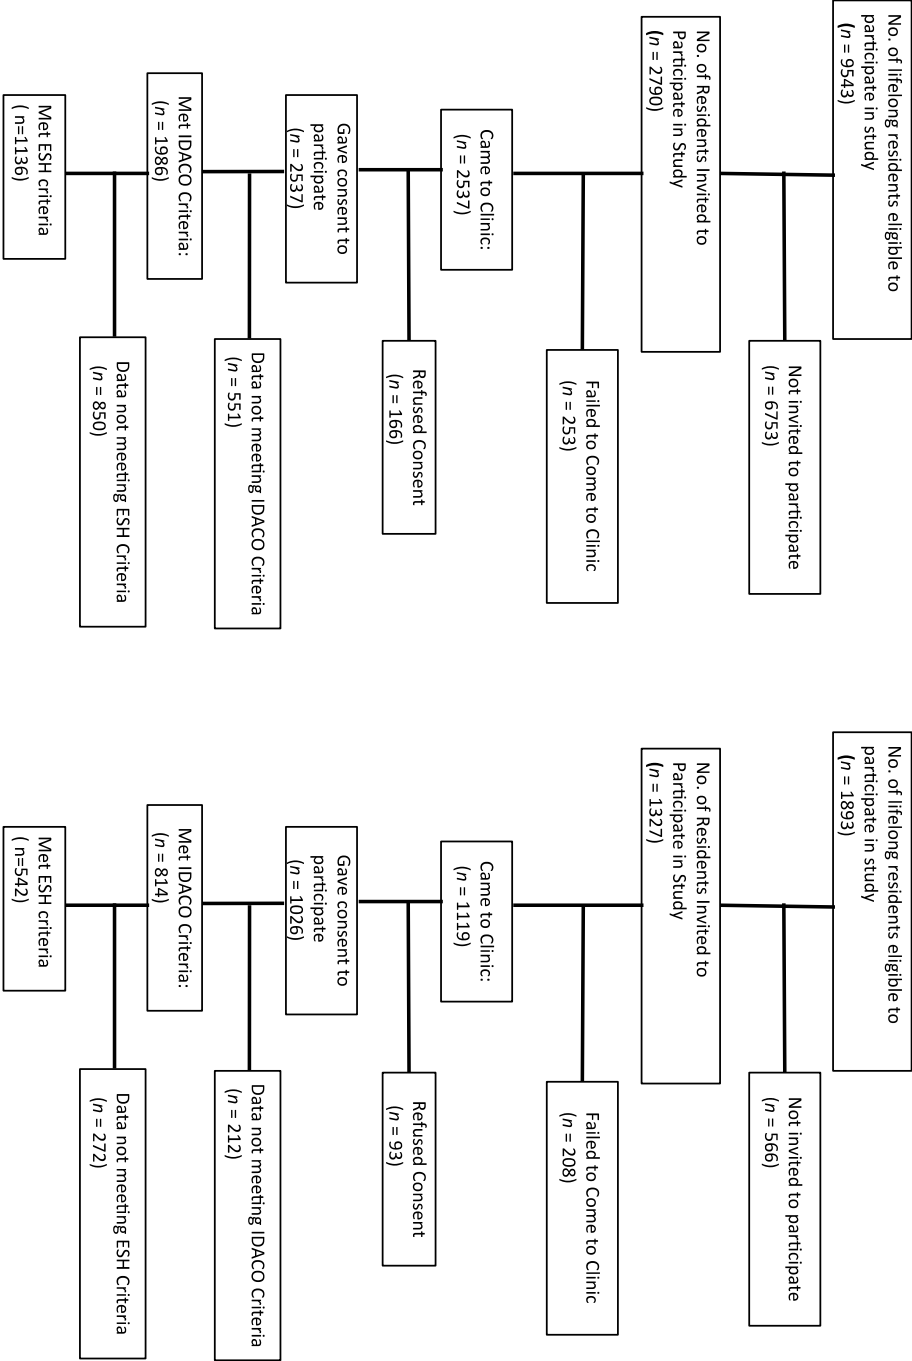 No. of lifelong residents eligible to
participate in study
(n = 9543)
Not invited to participate
(n = 6753)
No. of Residents Invited to
Participate in Study
(n = 2790)
Failed to Come to Clinic
(n = 253)
Came to Clinic:
(n = 2537)
Refused Consent
(n = 166)
Gave consent to
participate
(n = 2537)
Data not meeting IDACO Criteria
(n = 551)
Met IDACO Criteria:
(n = 1986)
Data not meeting ESH Criteria
(n = 850)
Met ESH criteria
( n=1136)
No. of lifelong residents eligible to
participate in study
(n = 1893)
Not invited to participate
(n = 566)
No. of Residents Invited to
Participate in Study
(n = 1327)
Failed to Come to Clinic
(n = 208)
Came to Clinic:
(n = 1119)
Refused Consent
(n = 93)
Gave consent to
participate
(n = 1026)
Data not meeting IDACO Criteria
(n = 212)
Met IDACO Criteria:
(n = 814)
Data not meeting ESH Criteria
(n = 272)
Met ESH criteria
( n=542)